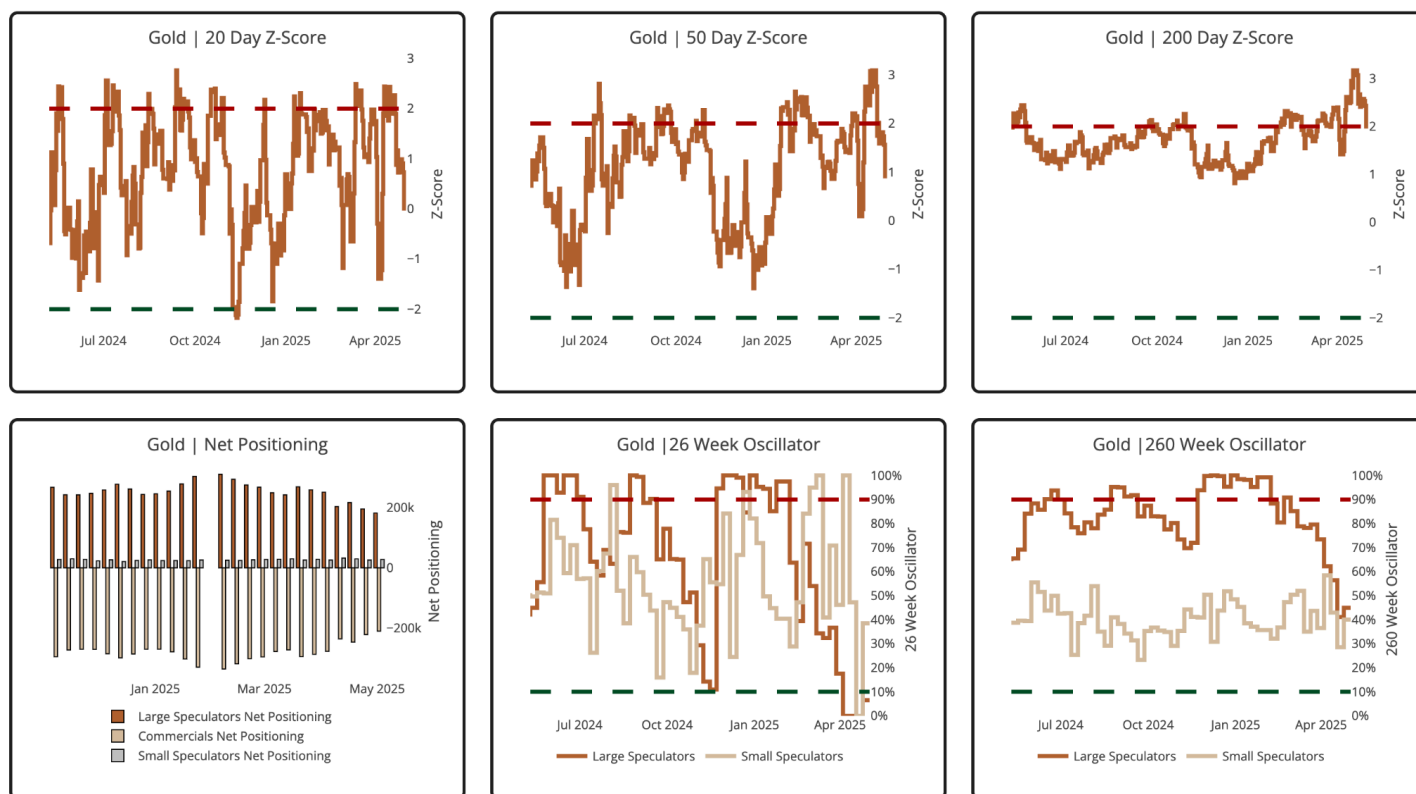 Gold | 20 Day Z-Score
3
2
1
0
−1
−2
Z-Score
Jul 2024
Oct 2024
Jan 2025
Apr 2025
Gold | 50 Day Z-Score
3
2
1
0
−1
−2
Z-Score
Jul 2024
Oct 2024
Jan 2025
Apr 2025
Gold | 200 Day Z-Score
3
2
1
0
−1
−2
Z-Score
Jul 2024
Oct 2024
Jan 2025
Apr 2025
Gold | Net Positioning
200k
0
−200k
Net Positioning
Jan 2025
Mar 2025
May 2025
Large Speculators Net Positioning
Commercials Net Positioning
Small Speculators Net Positioning
Gold |26 Week Oscillator
100%
90%
80%
70%
60%
50%
40%
30%
20%
10%
0%
26 Week Oscillator
Jul 2024
Oct 2024
Jan 2025
Apr 2025
Large Speculators
Small Speculators
Gold |260 Week Oscillator
100%
90%
80%
70%
60%
50%
40%
30%
20%
10%
0%
260 Week Oscillator
Jul 2024
Oct 2024
Jan 2025
Apr 2025
Large Speculators
Small Speculators